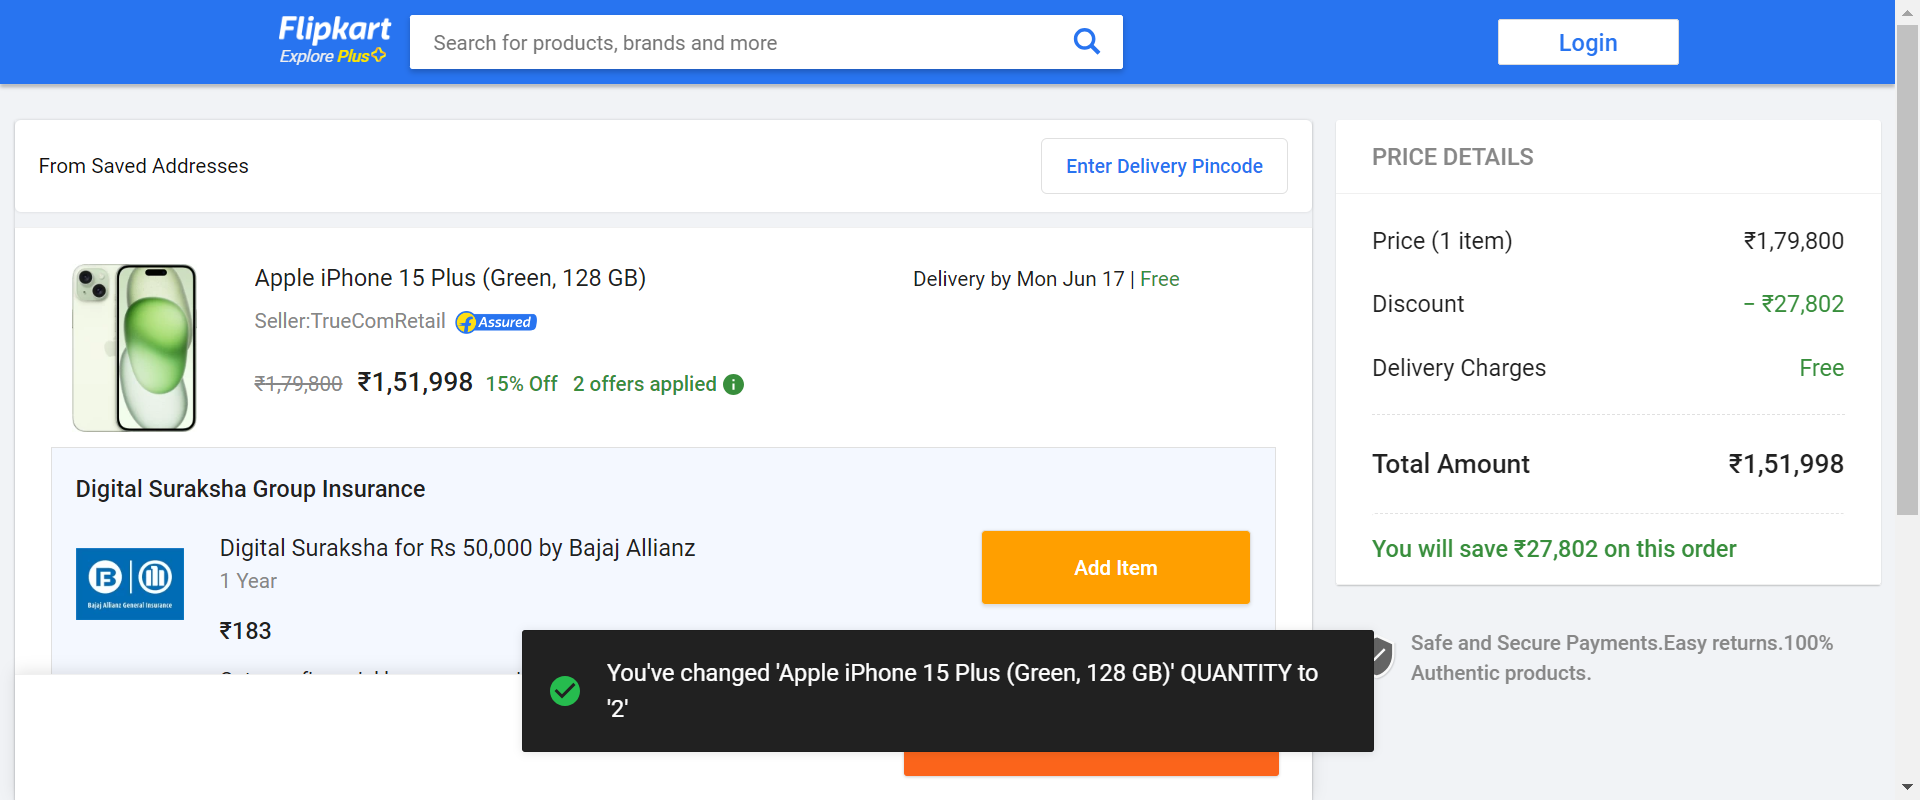 Flipkart
Explore Plus
Search for products, brands and more
Login
From Saved Addresses
Enter Delivery Pincode
Apple iPhone 15 Plus (Green, 128 GB)
Seller:TrueComRetail
Assured
Delivery by Mon Jun 17 | Free
₹1,79,800 ₹1,51,998 15% Off 2 offers applied
Digital Suraksha Group Insurance
Digital Suraksha for Rs 50,000 by Bajaj Allianz
1 Year
₹183
Bajaj Allianz General Insurance
Add Item
You've changed 'Apple iPhone 15 Plus (Green, 128 GB)' QUANTITY to
'2'
PRICE DETAILS
Price (1 item) ₹1,79,800
Discount − ₹27,802
Delivery Charges Free
Total Amount ₹1,51,998
You will save ₹27,802 on this order
Safe and Secure Payments.Easy returns.100%
Authentic products.